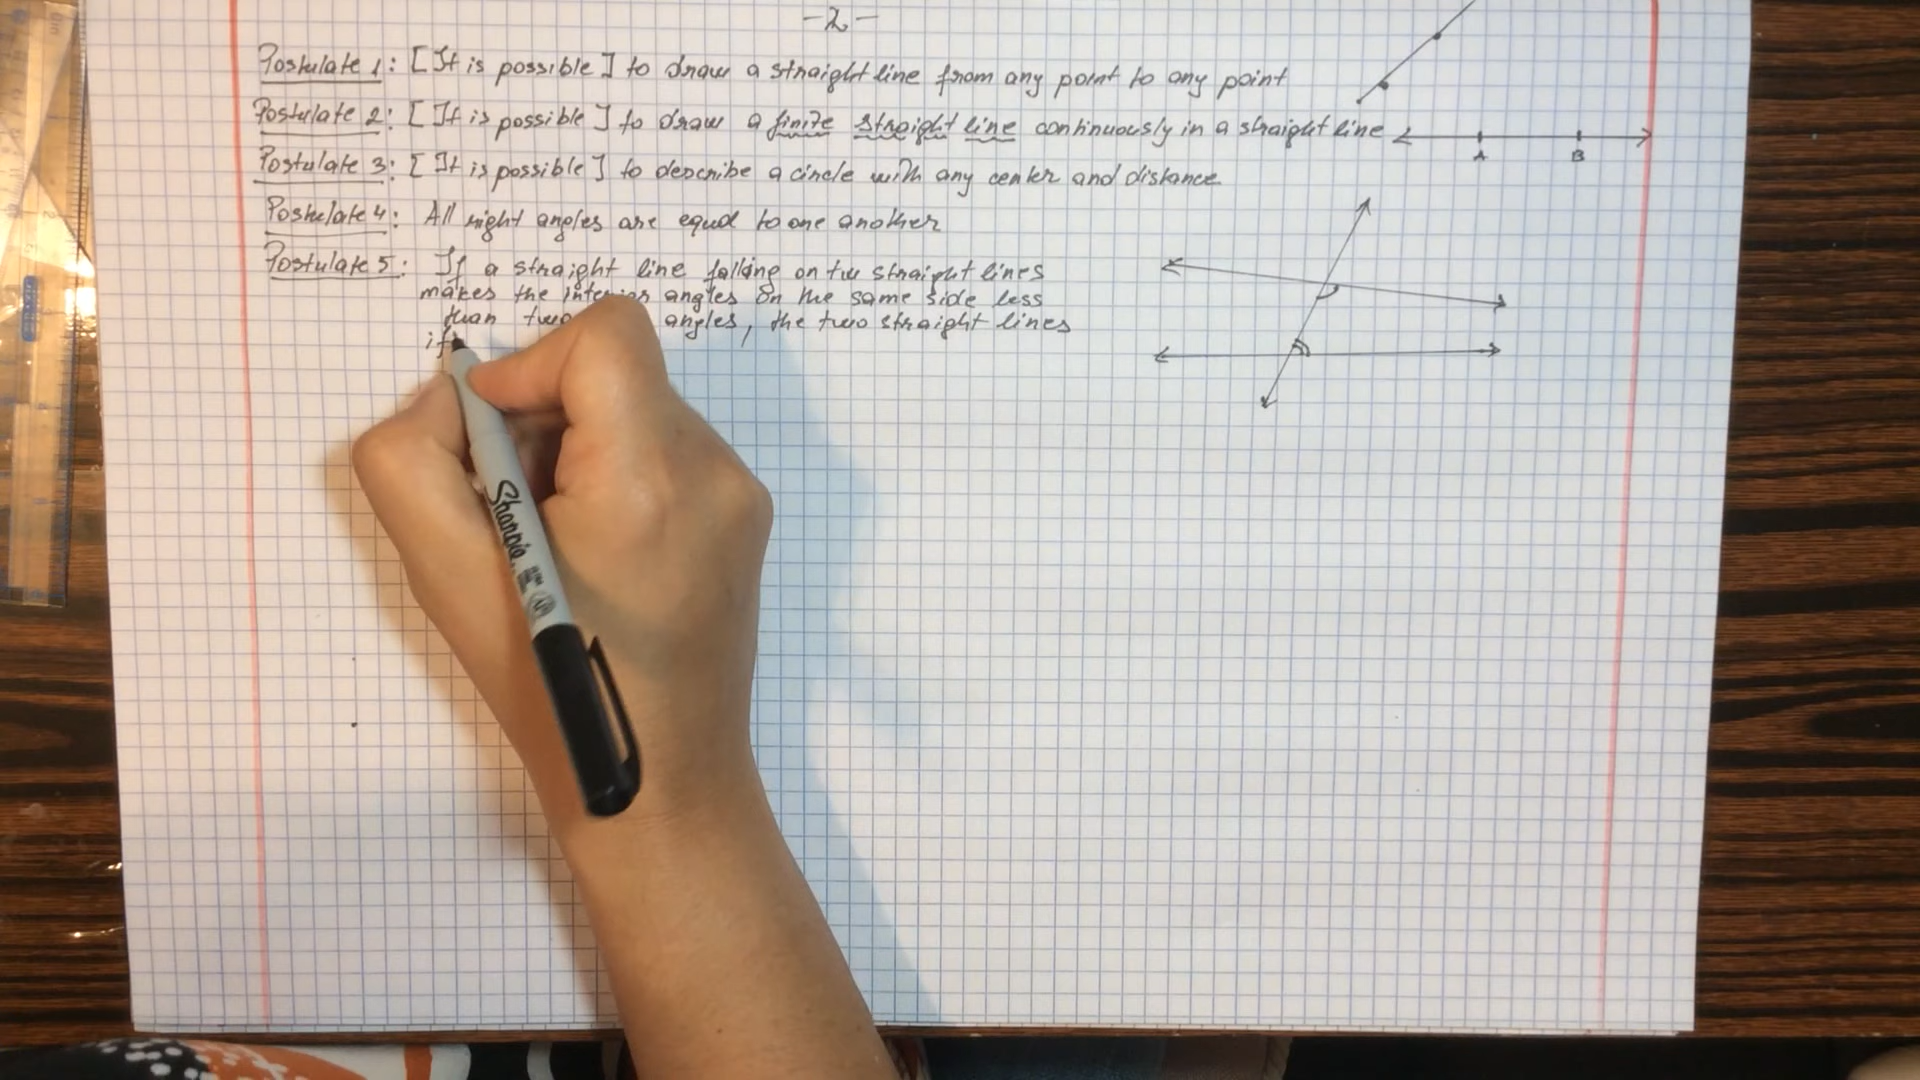 -2-
Postulate 1: [It is possible] to draw a straight line from any point to any point
Postulate 2: [It is possible] to draw a finite straight line continuously in a straight line
A B
Postulate 3: [It is possible] to describe a circle with any center and distance
Postulate 4: All right angles are equal to one another
Postulate 5: If a straight line falling on two straight lines
makes the interior angles on the same side less
than two angles, the two straight lines
if
Sharpie